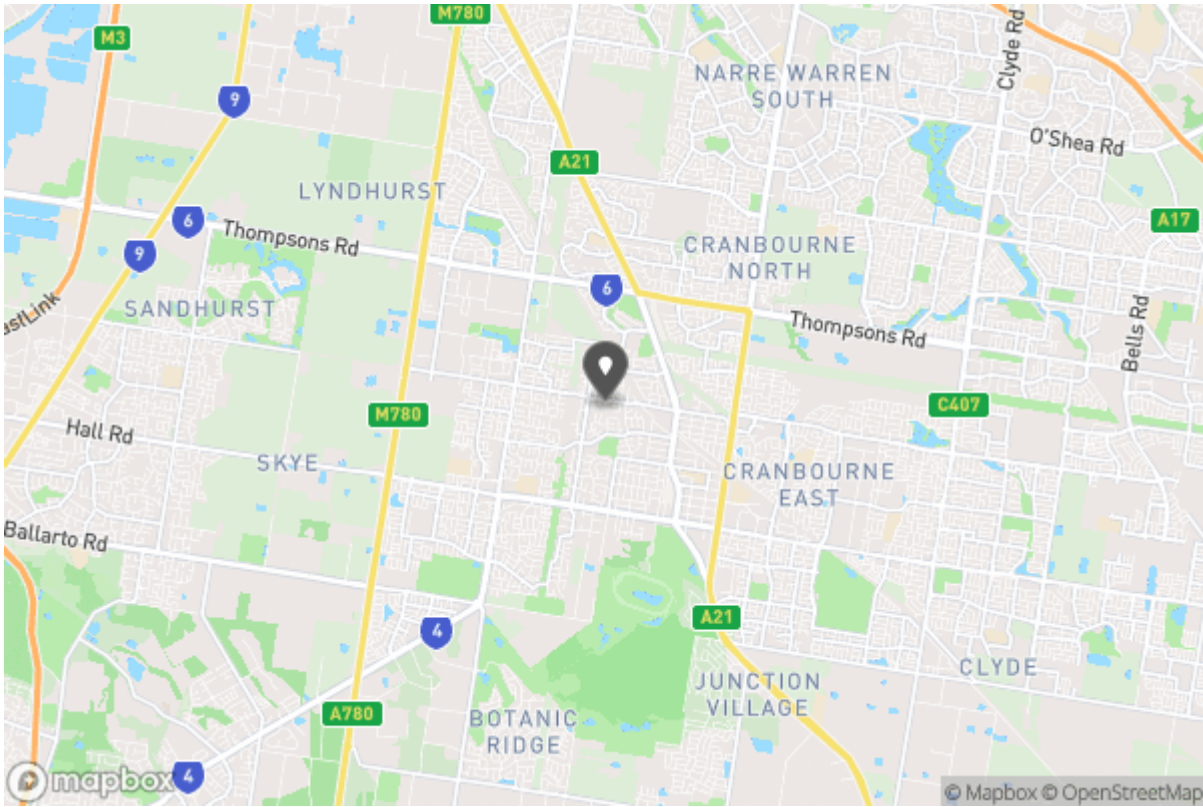 M780
M3
NARRE WARREN
SOUTH
Clyde Rd
9
O'Shea Rd
A21
LYNDHURST
A17
6
Thompsons Rd
9
CRANBOURNE
NORTH
6
SANDHURST
astLink
Thompsons Rd
Bells Rd
M780
C407
Hall Rd
SKYE
CRANBOURNE
EAST
Ballarto Rd
A21
4
CLYDE
JUNCTION
VILLAGE
A780
BOTANIC
RIDGE
4
mapbox
© Mapbox © OpenStreetMap